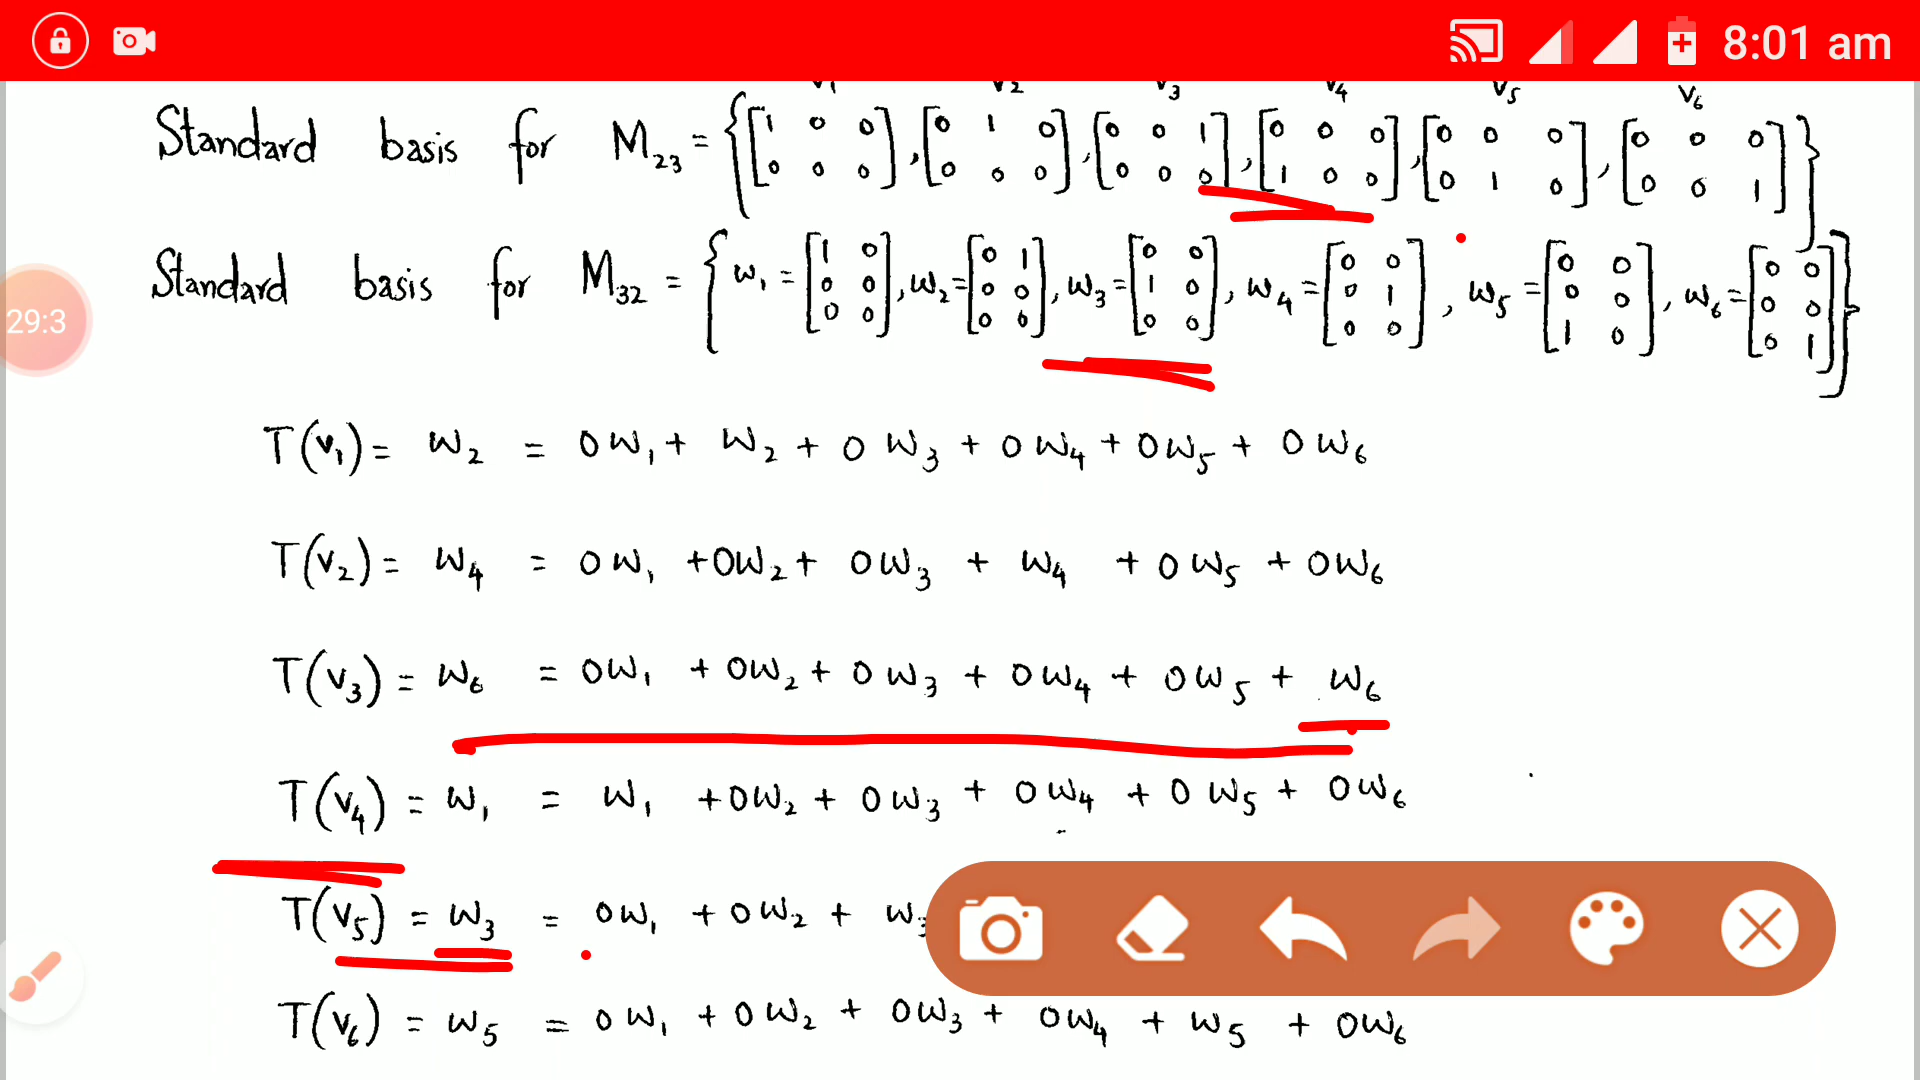 8:01 am
v₁ v₂ v₃ v₄ v₅ v₆
Standard basis for M₂₃ = {[1 0 0; 0 0 0], [0 1 0; 0 0 0], [0 0 1; 0 0 0], [0 0 0; 1 0 0], [0 0 0; 0 1 0], [0 0 0; 0 0 1]}
Standard basis for M₃₂ = {w₁ = [1 0; 0 0; 0 0], w₂ = [0 1; 0 0; 0 0], w₃ = [0 0; 1 0; 0 0], w₄ = [0 0; 0 1; 0 0], w₅ = [0 0; 0 0; 1 0], w₆ = [0 0; 0 0; 0 1]}
29:3
T(v₁) = w₂ = 0w₁ + w₂ + 0w₃ + 0w₄ + 0w₅ + 0w₆
T(v₂) = w₄ = 0w₁ + 0w₂ + 0w₃ + w₄ + 0w₅ + 0w₆
T(v₃) = w₆ = 0w₁ + 0w₂ + 0w₃ + 0w₄ + 0w₅ + w₆
T(v₄) = w₁ = w₁ + 0w₂ + 0w₃ + 0w₄ + 0w₅ + 0w₆
T(v₅) = w₃ = 0w₁ + 0w₂ + w₃
T(v₆) = w₅ = 0w₁ + 0w₂ + 0w₃ + 0w₄ + w₅ + 0w₆